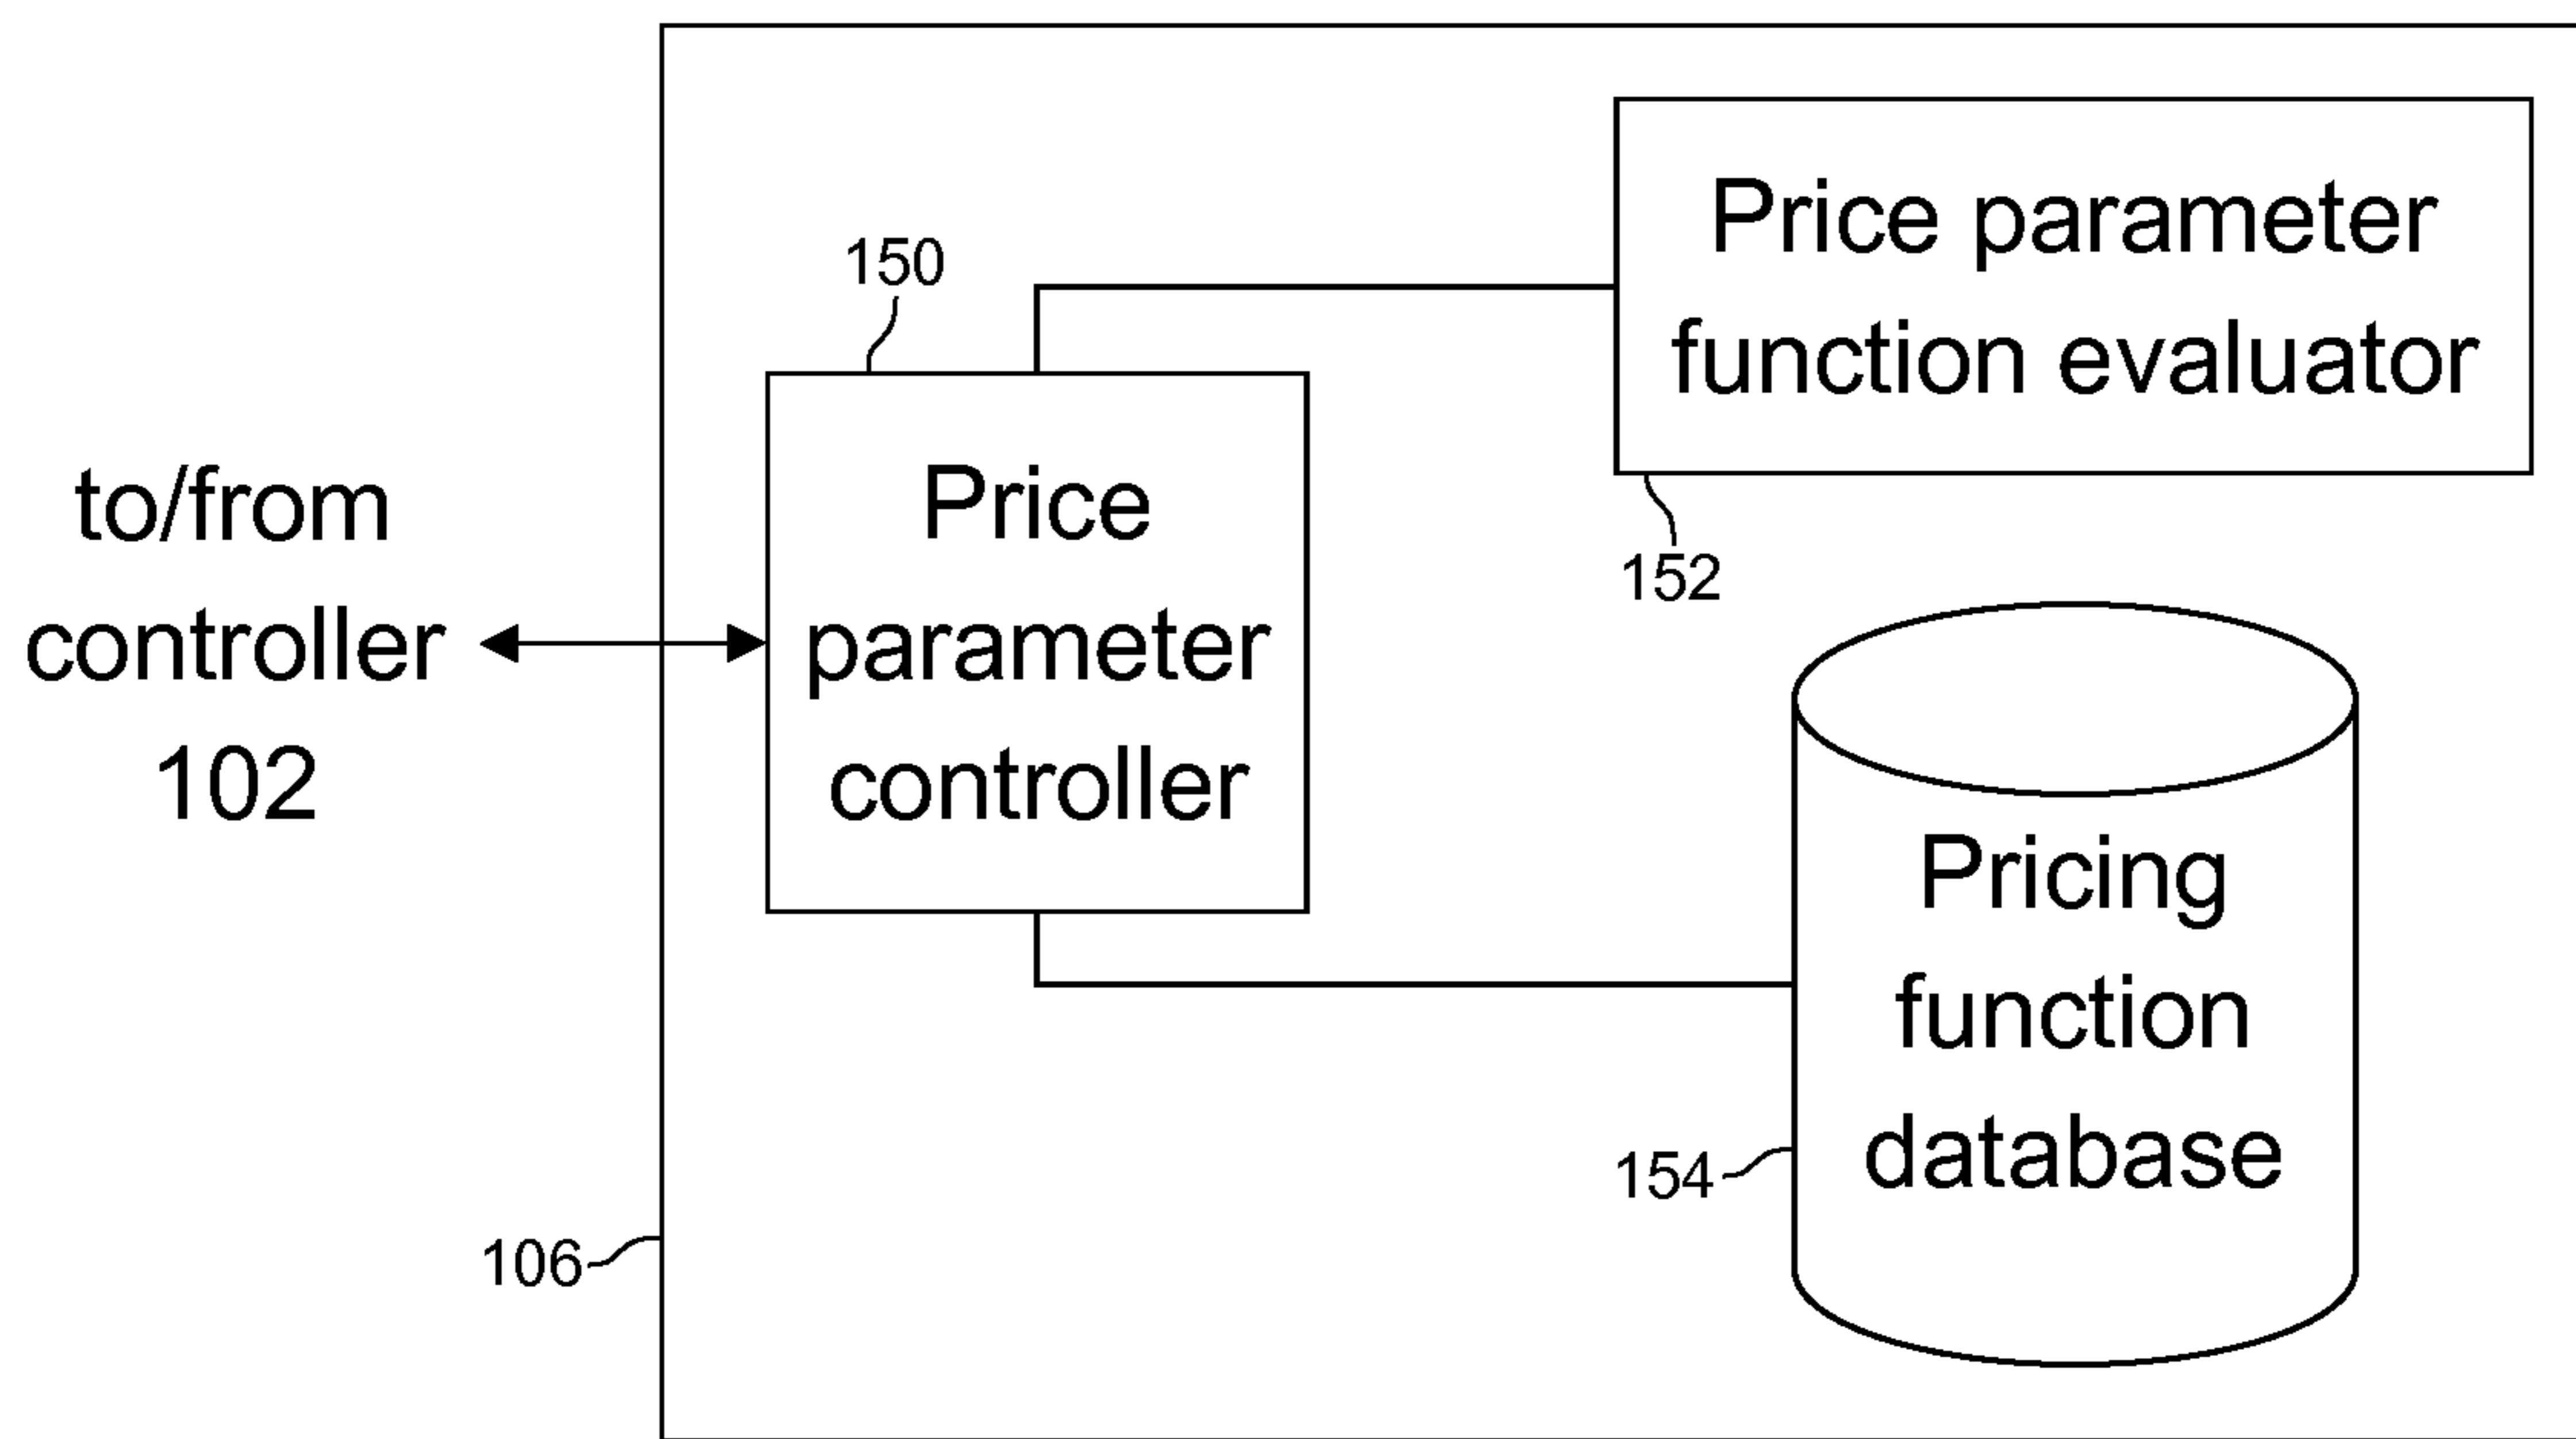 Price parameter
function evaluator
150
152
to/from
controller
102
Price
parameter
controller
Pricing
function
database
154
106